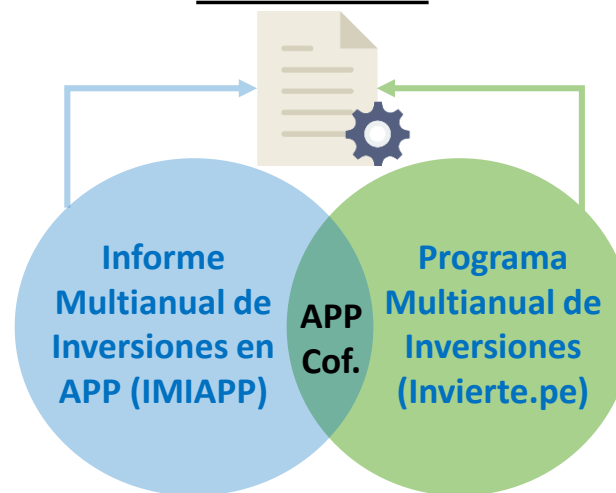 Informe
Multianual de
Inversiones en
APP (IMIAPP)
APP
Cof.
Programa
Multianual de
Inversiones
(Invierte.pe)